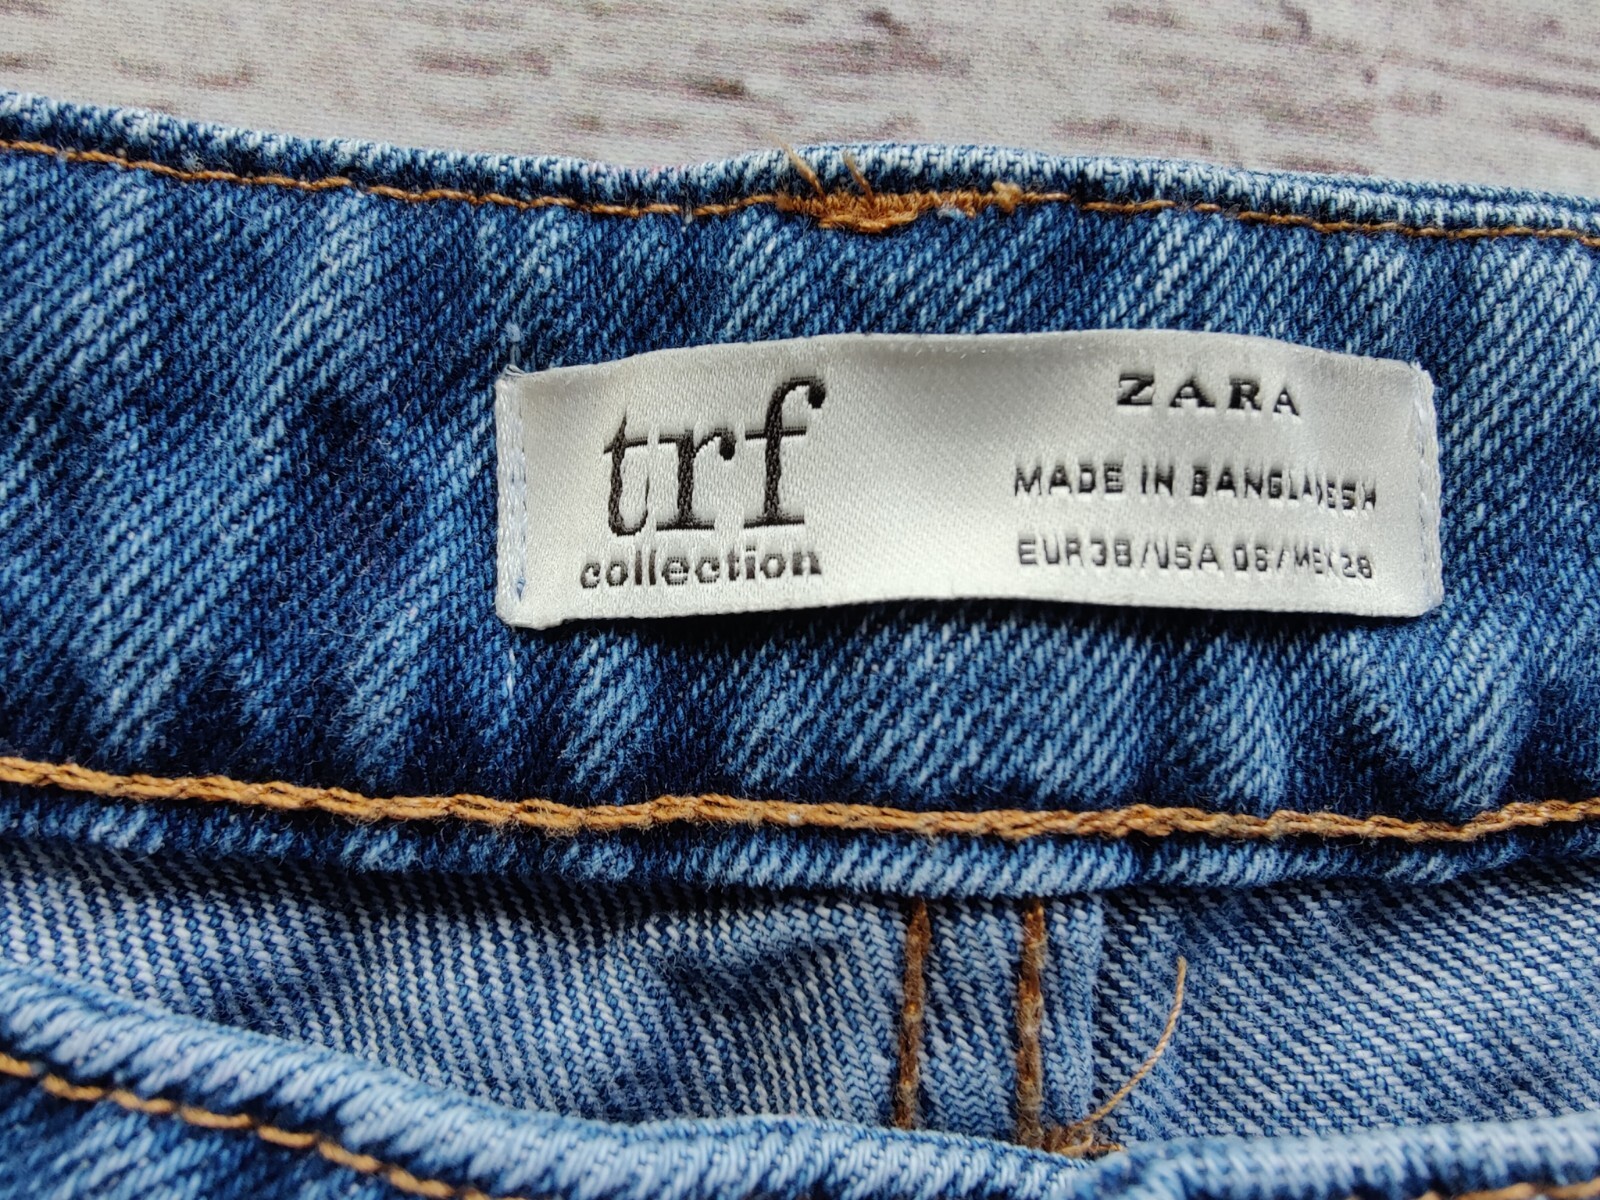 trf
collection
ZARA
MADE IN BANGLADESH
EUR 38 / USA 06 / MEX 28